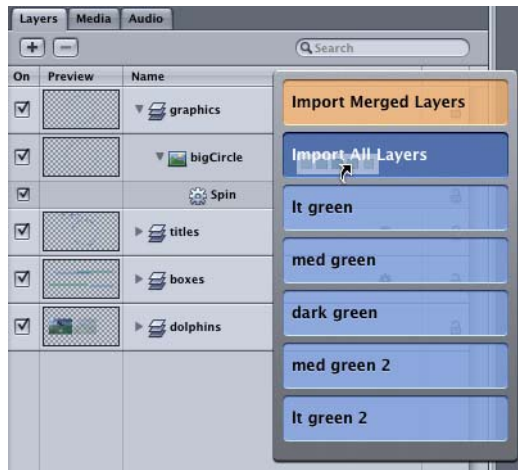 Layers Media Audio
Search
On Preview Name
graphics
bigCircle
Spin
titles
boxes
dolphins
Import Merged Layers
Import All Layers
lt green
med green
dark green
med green 2
lt green 2